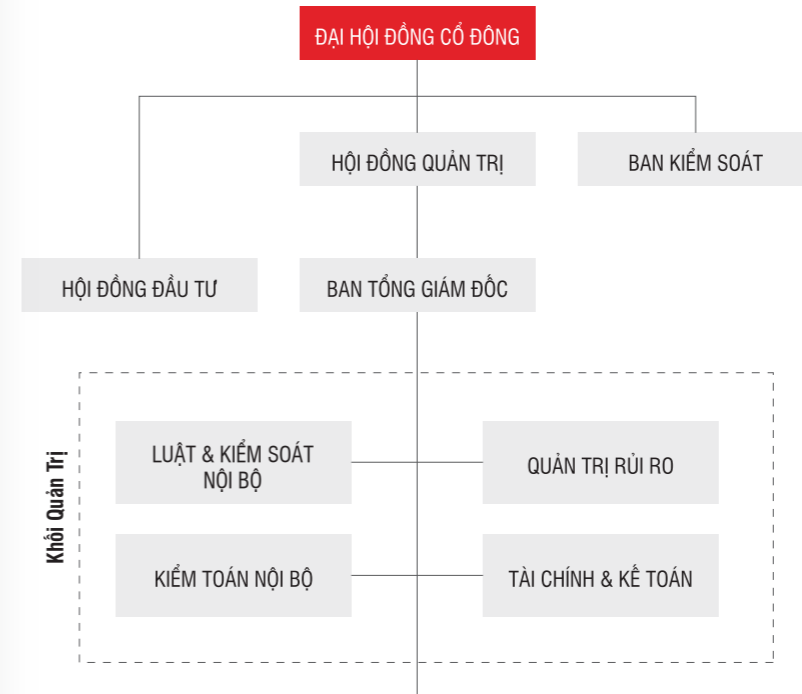 ĐẠI HỘI ĐỒNG CỔ ĐÔNG
HỘI ĐỒNG QUẢN TRỊ
BAN KIỂM SOÁT
HỘI ĐỒNG ĐẦU TƯ
BAN TỔNG GIÁM ĐỐC
Khối Quản Trị
LUẬT & KIỂM SOÁT
NỘI BỘ
QUẢN TRỊ RỦI RO
KIỂM TOÁN NỘI BỘ
TÀI CHÍNH & KẾ TOÁN